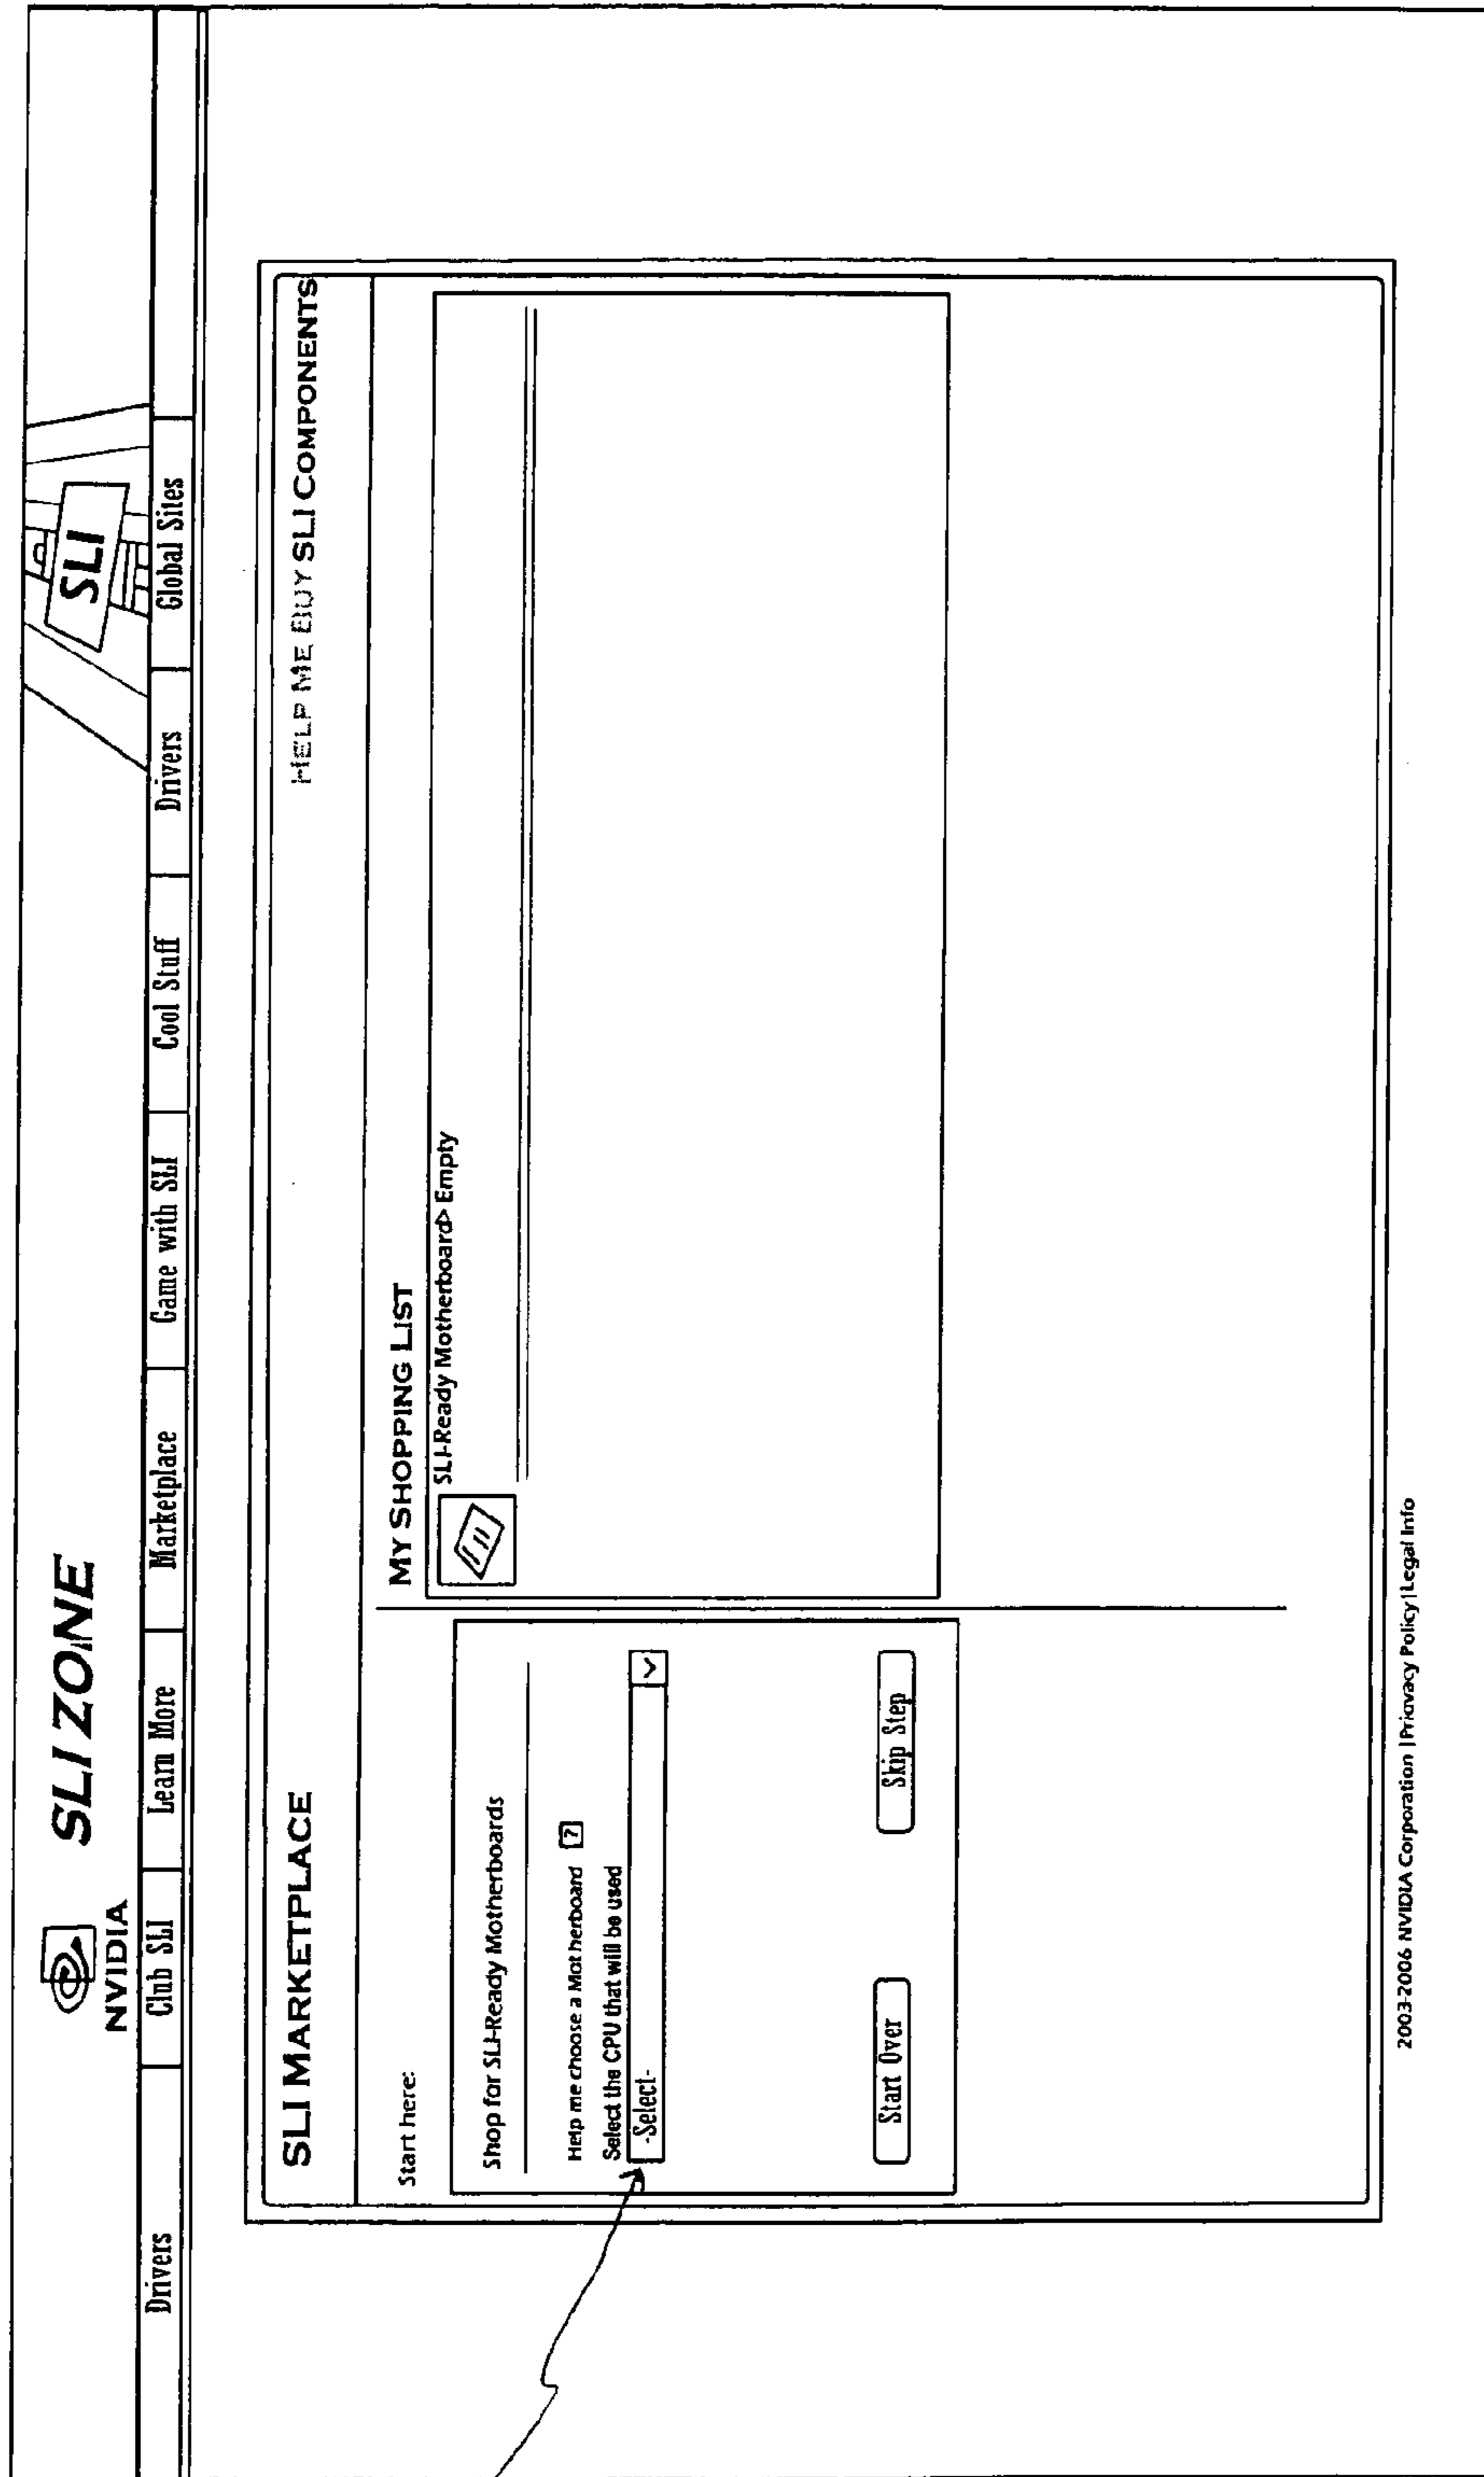 NVIDIA
SLI ZONE
SLI
Drivers | Club SLI | Learn More | Marketplace | Game with SLI | Cool Stuff | Drivers | Global Sites
SLI MARKETPLACE
HELP ME BUY SLI COMPONENTS
Start here:
Shop for SLI-Ready Motherboards
Help me choose a Motherboard [?]
Select the CPU that will be used
-Select-
Start Over
Skip Step
MY SHOPPING LIST
SLI-Ready Motherboard> Empty
2003-2006 NVIDIA Corporation | Priavacy Policy | Legal Info